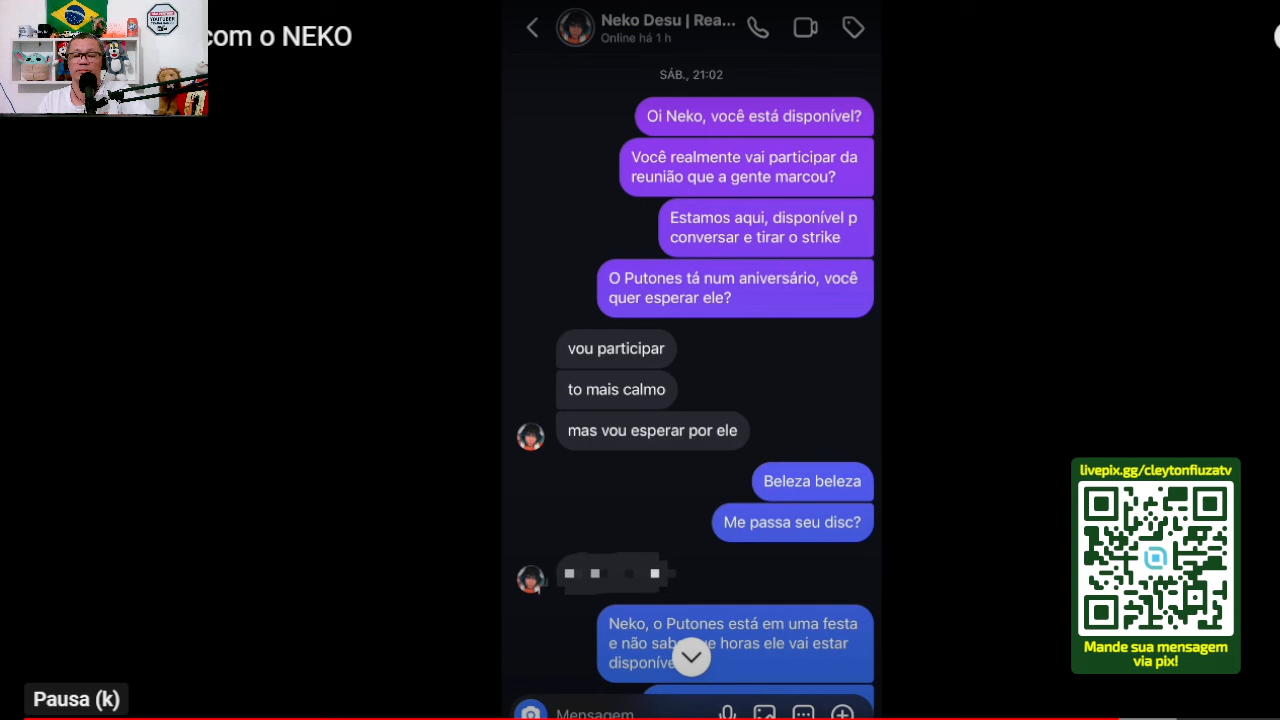 com o NEKO
Neko Desu | Rea...
Online há 1 h
SÁB., 21:02
Oi Neko, você está disponível?
Você realmente vai participar da
reunião que a gente marcou?
Estamos aqui, disponível p
conversar e tirar o strike
O Putones tá num aniversário, você
quer esperar ele?
vou participar
to mais calmo
mas vou esperar por ele
Beleza beleza
Me passa seu disc?
Neko, o Putones está em uma festa
e não horas ele vai estar
Mensagem
livepix.gg/cleytonfiuzatv
Mande sua mensagem
via pix!
Pausa (k)